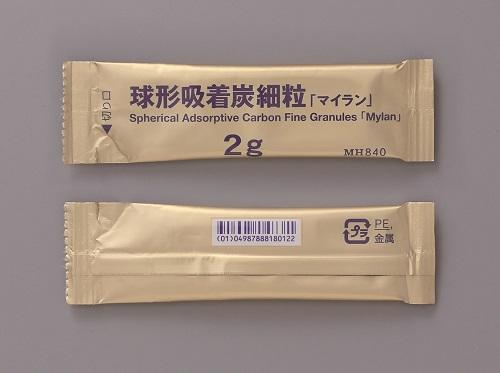 切り口
球形吸着炭細粒「マイラン」
Spherical Adsorptive Carbon Fine Granules「Mylan」
2g
MH840
(01)04987888180122
プラ
PE,
金属